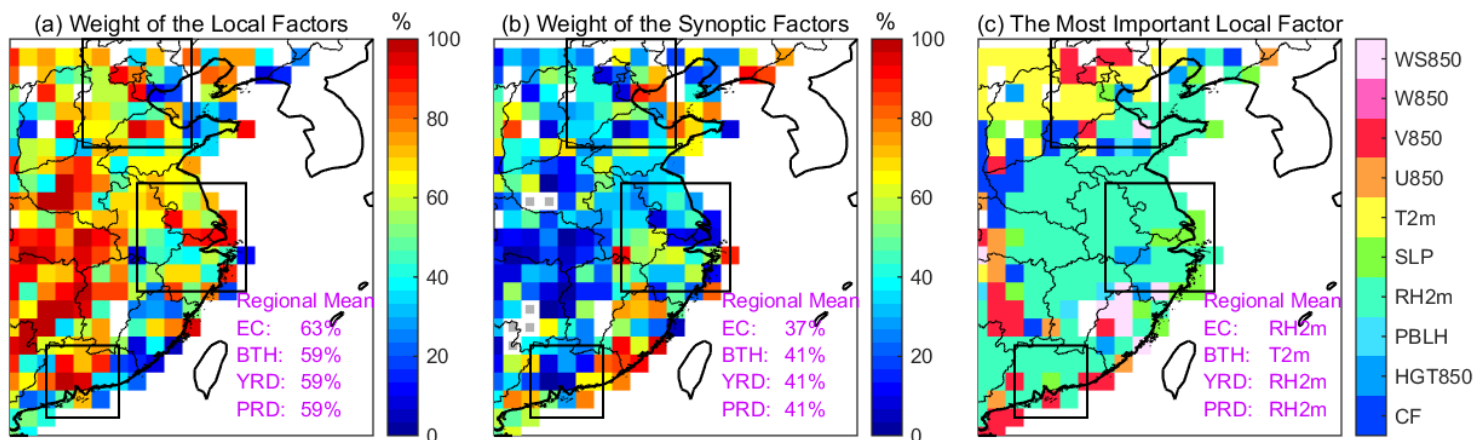 (a) Weight of the Local Factors
%
100
80
60
40
20
0
Regional Mean
EC: 63%
BTH: 59%
YRD: 59%
PRD: 59%
(b) Weight of the Synoptic Factors
%
100
80
60
40
20
0
Regional Mean
EC: 37%
BTH: 41%
YRD: 41%
PRD: 41%
(c) The Most Important Local Factor
WS850
W850
V850
U850
T2m
SLP
RH2m
PBLH
HGT850
CF
Regional Mean
EC: RH2m
BTH: T2m
YRD: RH2m
PRD: RH2m